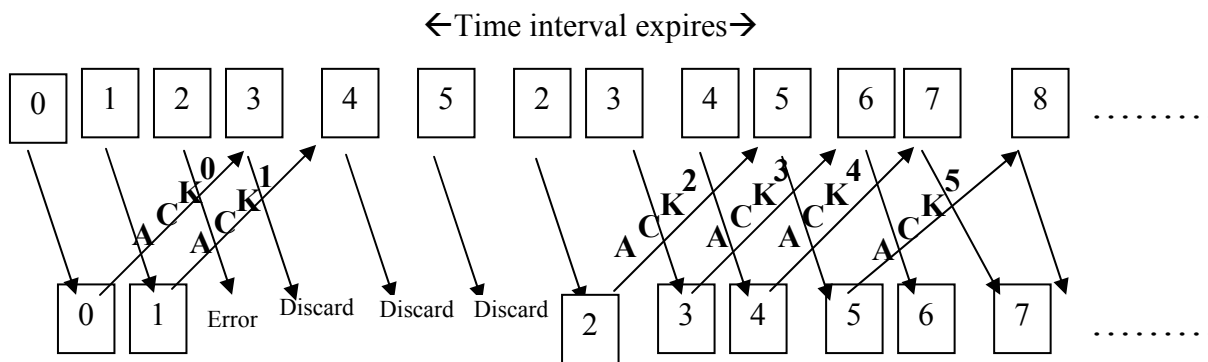 ←Time interval expires→
0 1 2 3 4 5 2 3 4 5 6 7 8 ........
ACK0 ACK1 ACK2 ACK3 ACK4 ACK5
0 1 Error Discard Discard Discard 2 3 4 5 6 7 ........